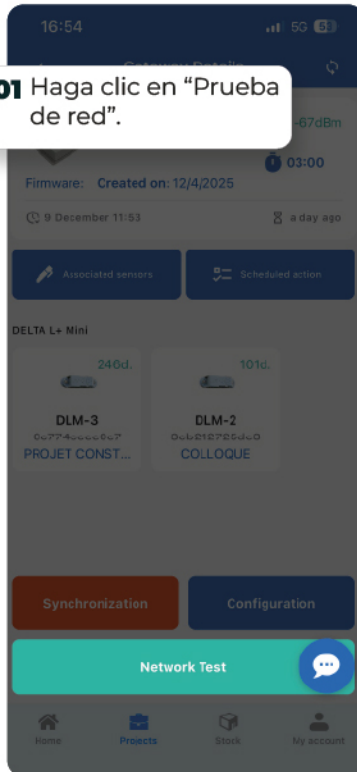 16:54
5G
01 Haga clic en “Prueba
de red”.
-67dBm
03:00
Firmware: Created on: 12/4/2025
9 December 11:53
a day ago
Associated sensors
Scheduled action
DELTA L+ Mini
246d.
101d.
DLM-3
DLM-2
PROJET CONST...
COLLOQUE
Synchronization
Configuration
Network Test
Home
Projects
Stock
My account